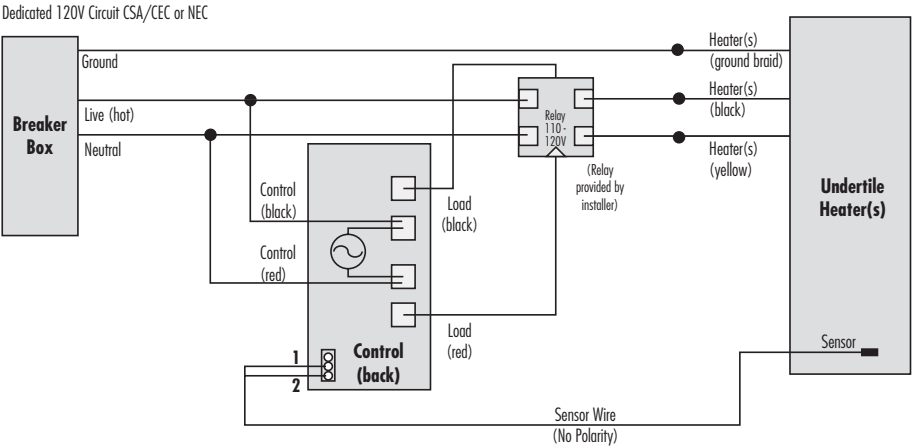 Dedicated 120V Circuit CSA/CEC or NEC
Breaker
Box
Ground
Live (hot)
Neutral
Heater(s)
(ground braid)
Heater(s)
(black)
Heater(s)
(yellow)
Relay
110 -
120V
(Relay
provided by
installer)
Undertile
Heater(s)
Control
(black)
Load
(black)
Control
(red)
Load
(red)
1
2
Control
(back)
Sensor
Sensor Wire
(No Polarity)